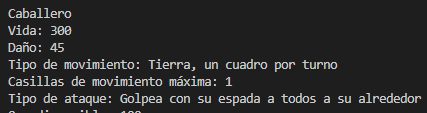 Caballero
Vida: 300
Daño: 45
Tipo de movimiento: Tierra, un cuadro por turno
Casillas de movimiento máxima: 1
Tipo de ataque: Golpea con su espada a todos a su alrededor